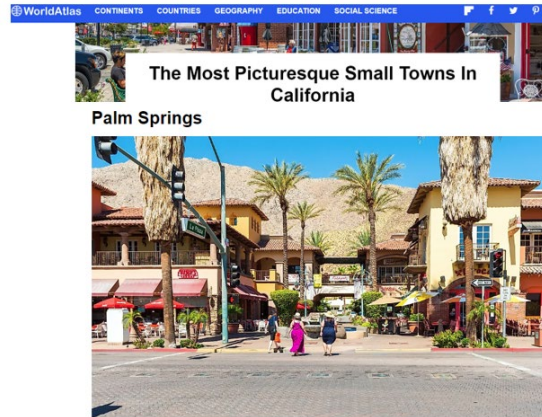 WorldAtlas CONTINENTS COUNTRIES GEOGRAPHY EDUCATION SOCIAL SCIENCE
The Most Picturesque Small Towns In
California
Palm Springs